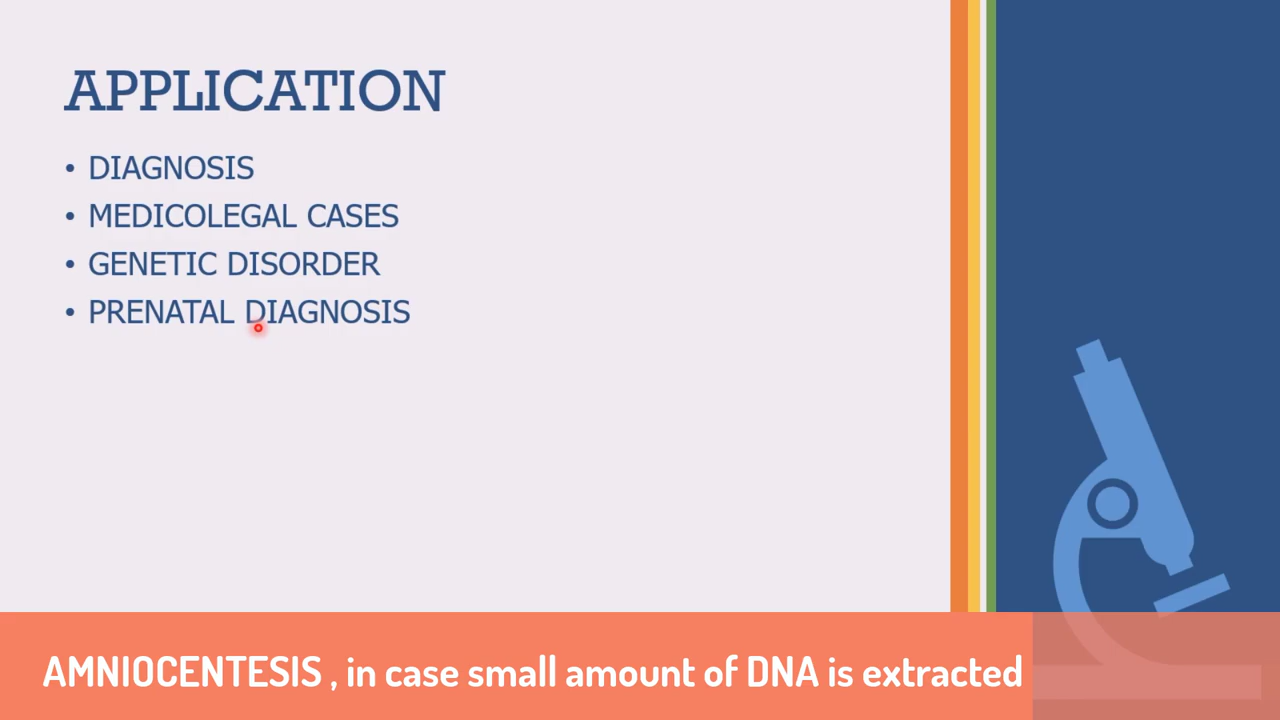 APPLICATION
• DIAGNOSIS
• MEDICOLEGAL CASES
• GENETIC DISORDER
• PRENATAL DIAGNOSIS
AMNIOCENTESIS , in case small amount of DNA is extracted